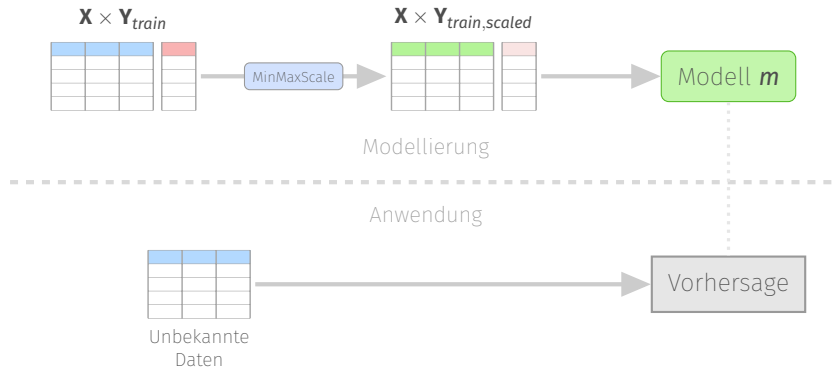 X × Y_train
X × Y_train,scaled
MinMaxScale
Modell m
Modellierung
Anwendung
Vorhersage
Unbekannte
Daten